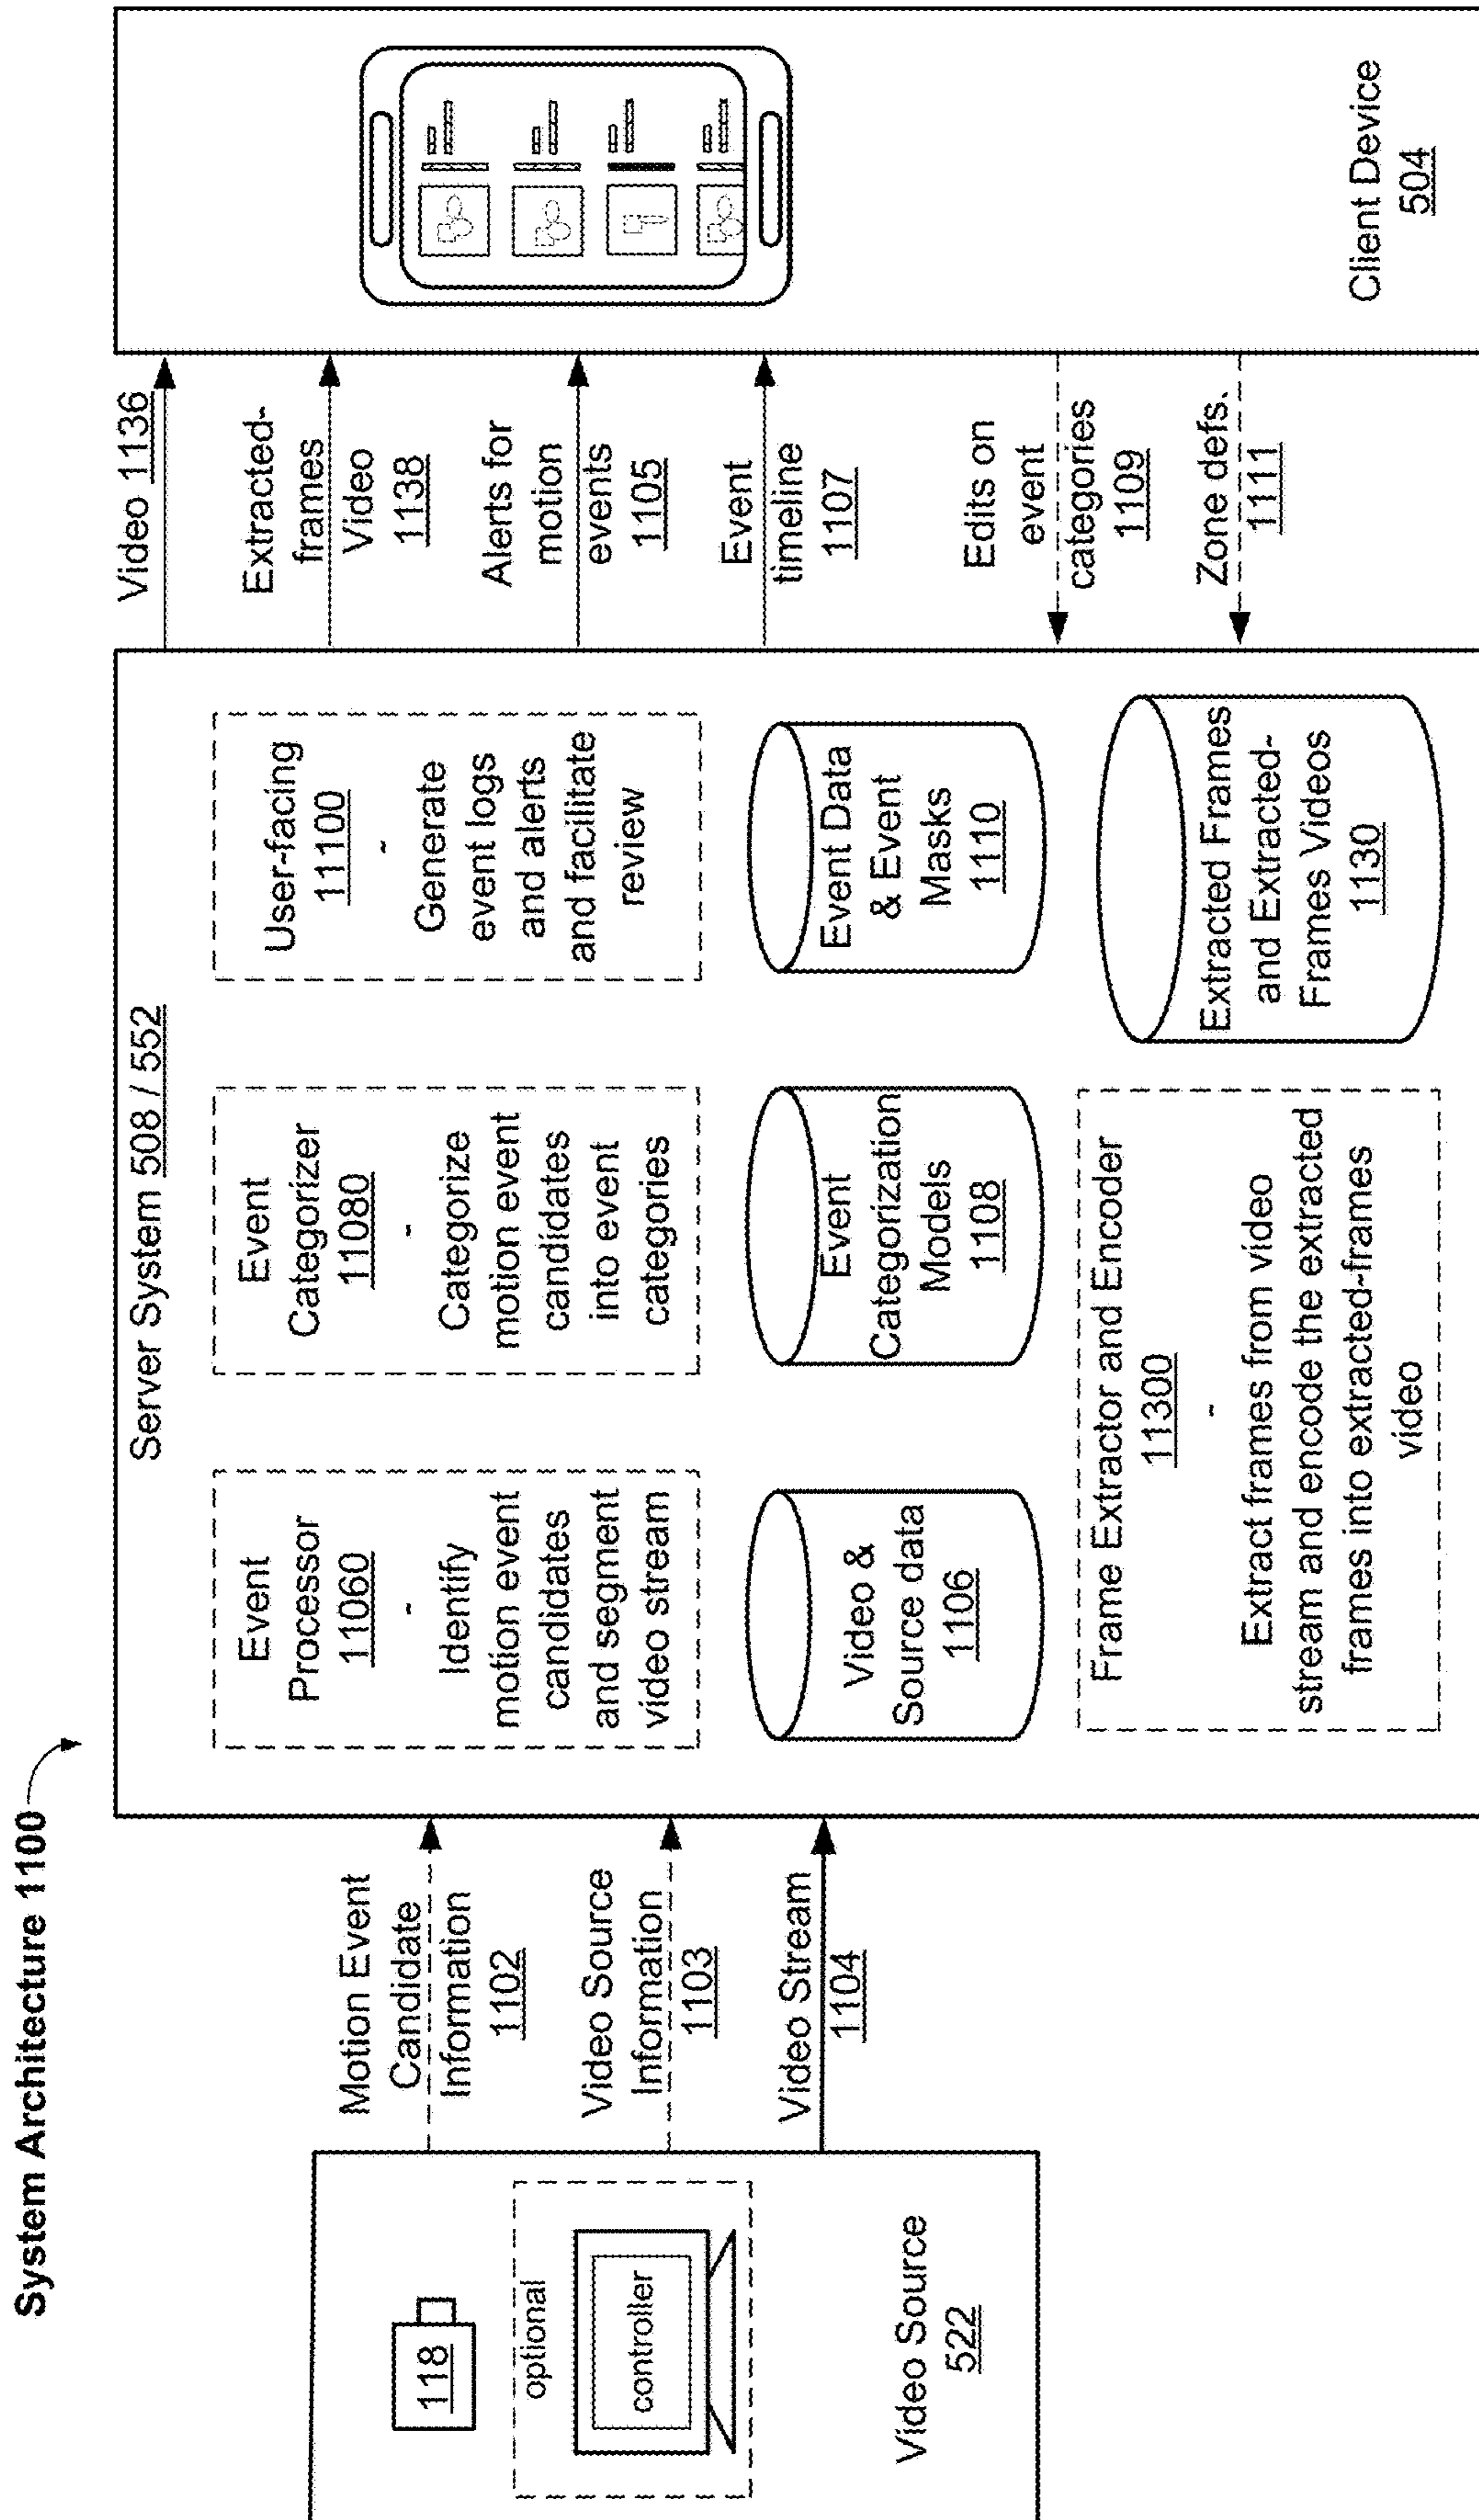 System Architecture 1100
118
optional
controller
Video Source
522
Motion Event
Candidate
Information
1102
Video Source
Information
1103
Video Stream
1104
Server System 508 / 552
Event
Processor
11060
-
Identify
motion event
candidates
and segment
video stream
Event
Categorizer
11080
-
Categorize
motion event
candidates
into event
categories
User-facing
11100
-
Generate
event logs
and alerts
and facilitate
review
Video &
Source data
1106
Event
Categorization
Models
1108
Event Data
& Event
Masks
1110
Frame Extractor and Encoder
11300
-
Extract frames from video
stream and encode the extracted
frames into extracted-frames
video
Extracted Frames
and Extracted-
Frames Videos
1130
Video 1136
Extracted-
frames
Video
1138
Alerts for
motion
events
1105
Event
timeline
1107
Edits on
event
categories
1109
Zone defs.
1111
Client Device
504